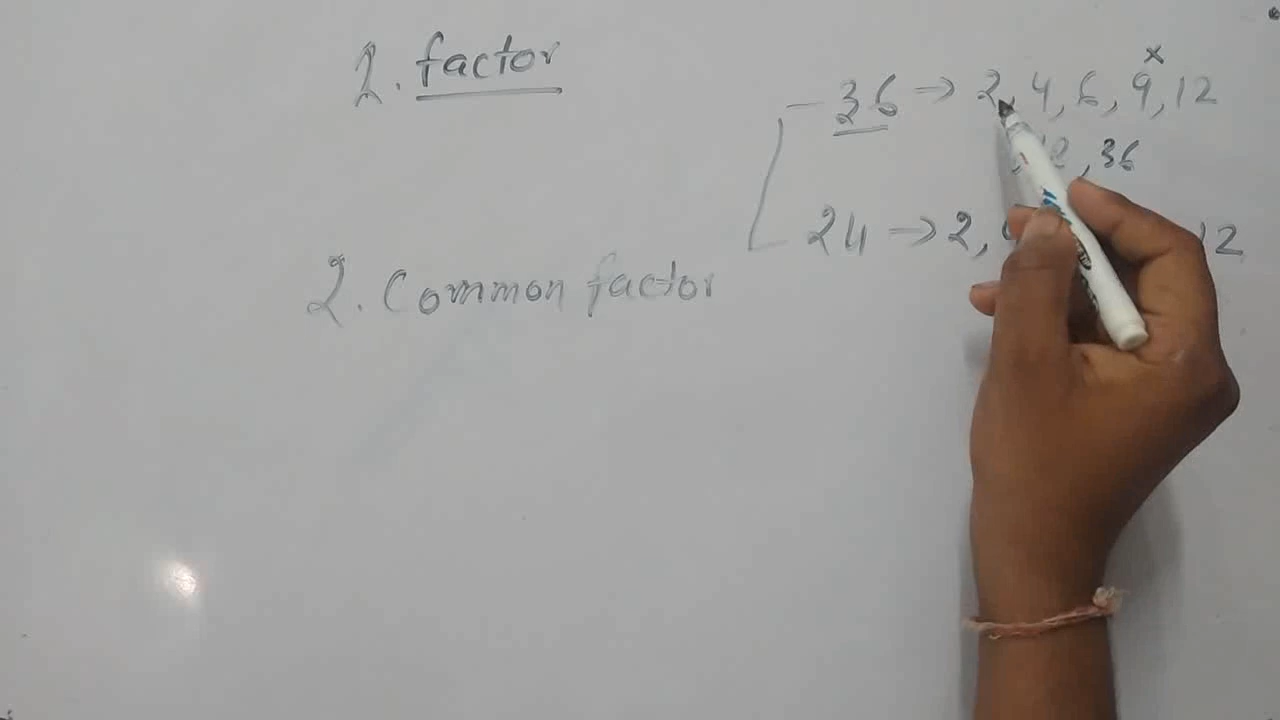 1. factor
36 → 2, 4, 6, 9, 12
, 36
24 → 2, 12
2. Common factor